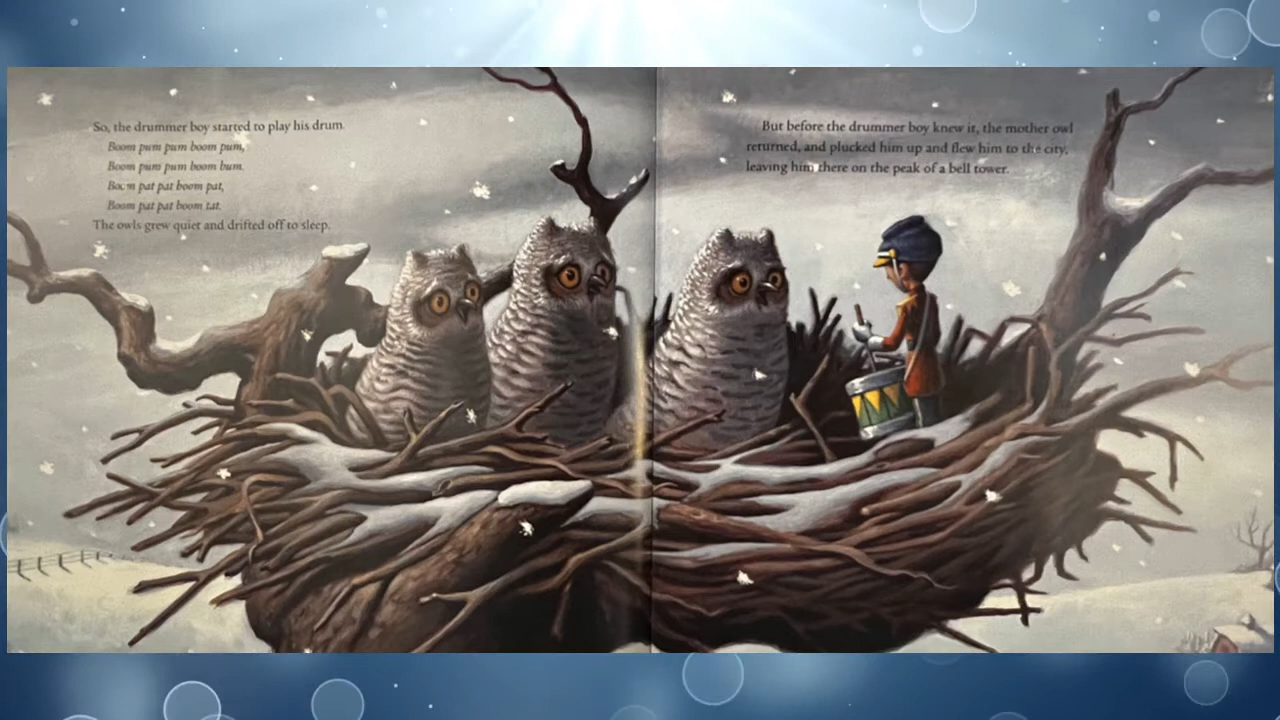 So, the drummer boy started to play his drum.
Boom pum pum boom pum,
Boom pum pum boom bum.
Boom pat pat boom pat,
Boom pat pat boom tat.
The owls grew quiet and drifted off to sleep.
But before the drummer boy knew it, the mother owl
returned, and plucked him up and flew him to the city,
leaving him there on the peak of a bell tower.